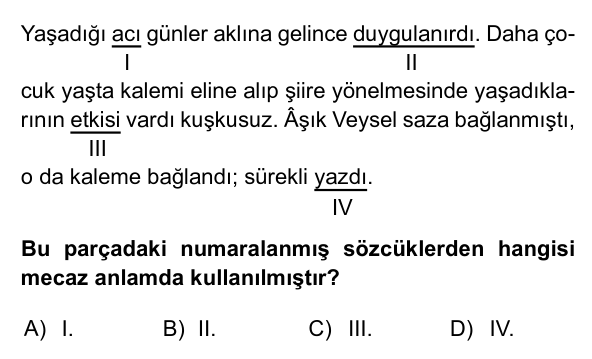 Yaşadığı acı günler aklına gelince duygulanırdı. Daha ço-
I II
cuk yaşta kalemi eline alıp şiire yönelmesinde yaşadıkla-
rının etkisi vardı kuşkusuz. Âşık Veysel saza bağlanmıştı,
III
o da kaleme bağlandı; sürekli yazdı.
IV
Bu parçadaki numaralanmış sözcüklerden hangisi
mecaz anlamda kullanılmıştır?
A) I. B) II. C) III. D) IV.